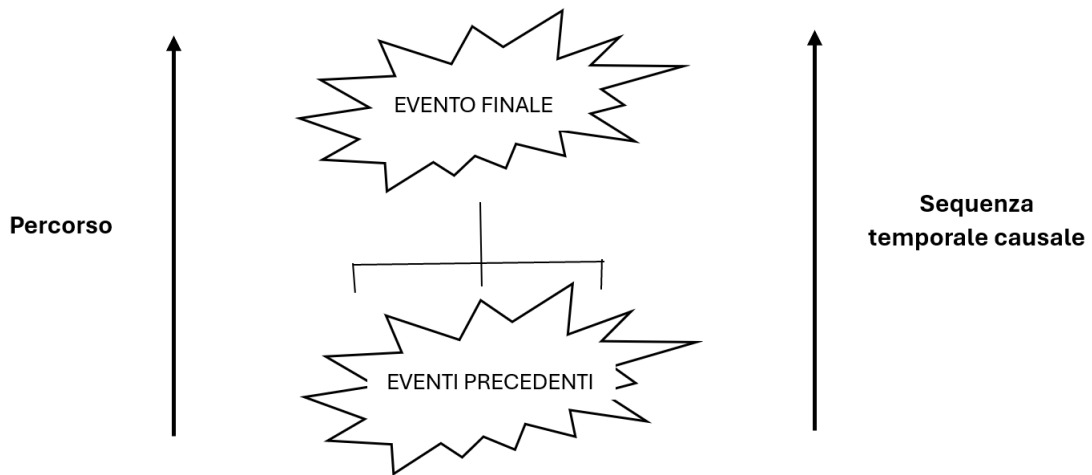 EVENTO FINALE
Percorso
Sequenza
temporale causale
EVENTI PRECEDENTI